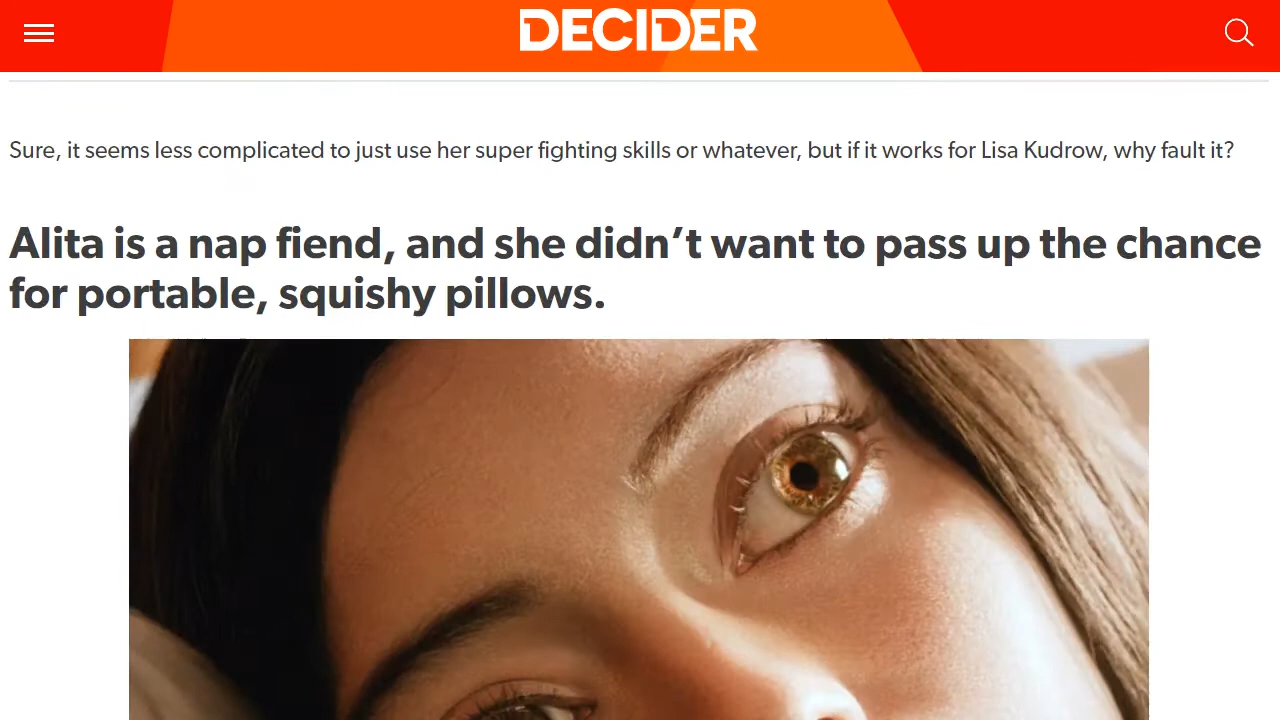 DECIDER
Sure, it seems less complicated to just use her super fighting skills or whatever, but if it works for Lisa Kudrow, why fault it?
Alita is a nap fiend, and she didn’t want to pass up the chance
for portable, squishy pillows.